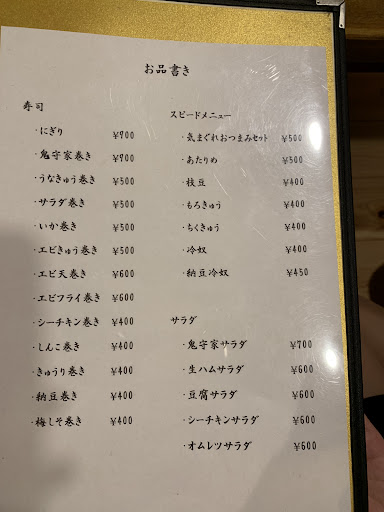 お品書き
寿司
・にぎり ¥700
・鬼守家巻き ¥700
・うなきゅう巻き ¥500
・サラダ巻き ¥500
・いか巻き ¥500
・エビきゅう巻き ¥500
・エビ天巻き ¥600
・エビフライ巻き ¥600
・シーチキン巻き ¥400
・しんこ巻き ¥400
・きゅうり巻き ¥400
・納豆巻き ¥400
・梅しそ巻き ¥400
スピードメニュー
・気まぐれおつまみセット ¥500
・あたりめ ¥500
・枝豆 ¥400
・もろきゅう ¥400
・ちくきゅう ¥400
・冷奴 ¥400
・納豆冷奴 ¥450
サラダ
・鬼守家サラダ ¥700
・生ハムサラダ ¥600
・豆腐サラダ ¥600
・シーチキンサラダ ¥600
・オムレツサラダ ¥600